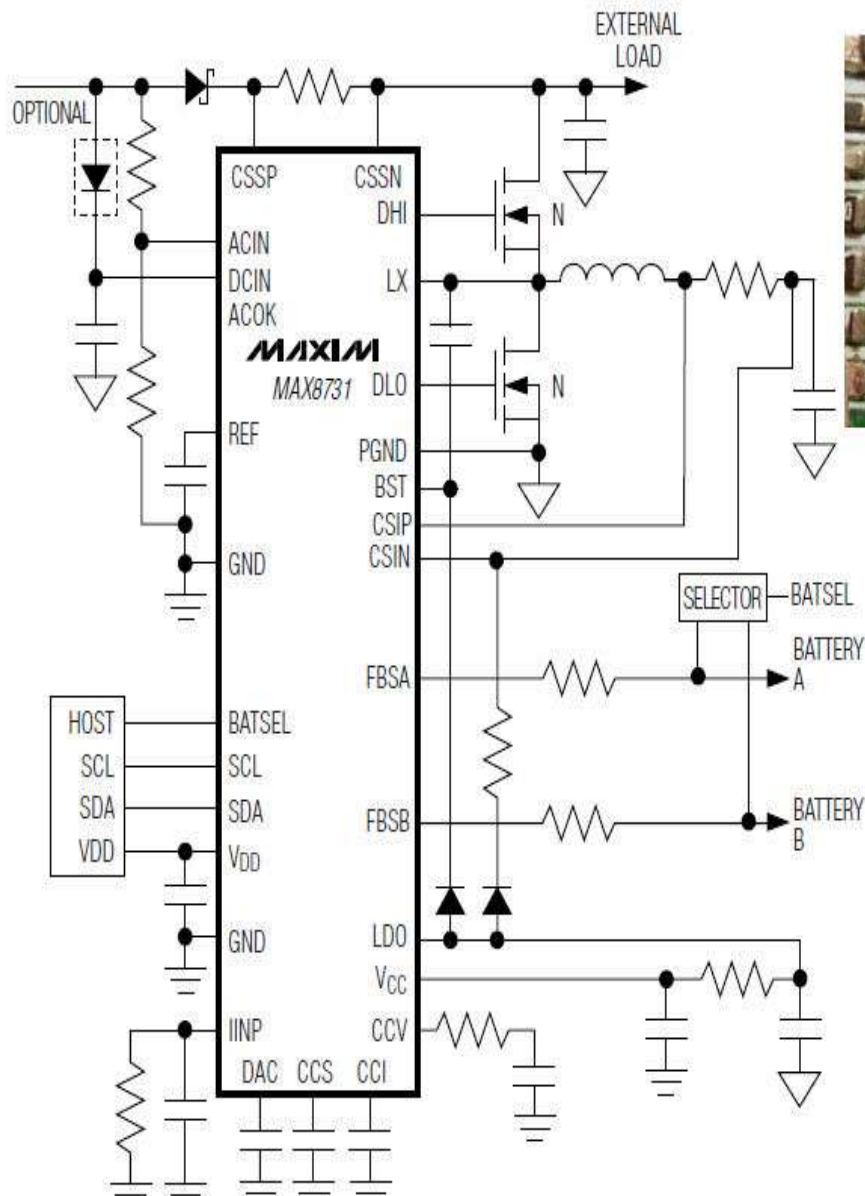 EXTERNAL
LOAD
OPTIONAL
CSSP
CSSN
DHI
N
ACIN
LX
DCIN
ACOK
MAXIM
MAX8731
DLO
N
REF
PGND
BST
CSIP
CSIN
GND
SELECTOR
BATSEL
FBSA
BATTERY
A
HOST
BATSEL
SCL
SCL
SDA
SDA
FBSB
BATTERY
B
VDD
VDD
GND
LDO
VCC
IINP
CCV
DAC CCS CCI